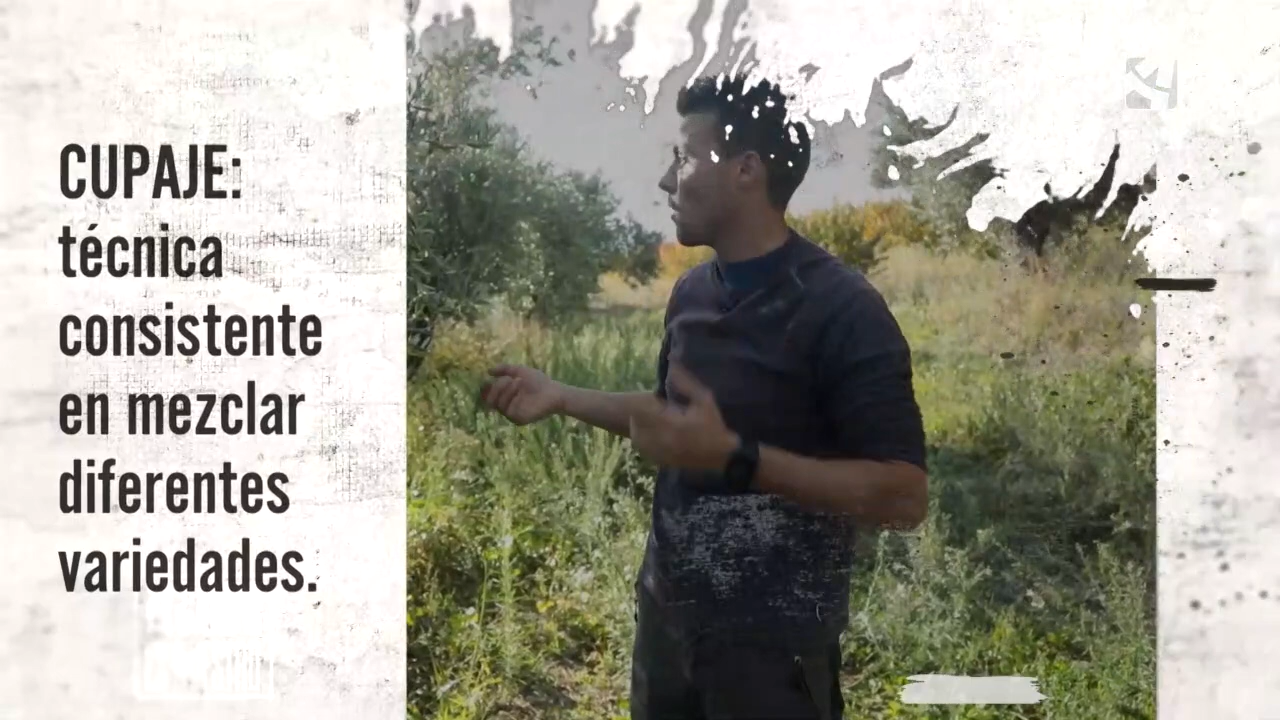 CUPAJE:
técnica
consistente
en mezclar
diferentes
variedades.